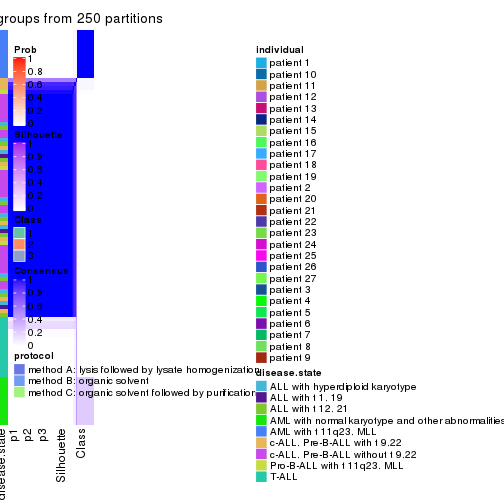 groups from 250 partitions
Prob
1
0.8
0.6
0.4
0.2
0
Silhouette
1
0.8
0.6
0.4
0.2
0
Class
1
2
3
Consensus
1
0.8
0.6
0.4
0.2
0
protocol
method A: lysis followed by lysate homogenization
method B: organic solvent
method C: organic solvent followed by purification
disease.state
p1
p2
p3
Silhouette
Class
individual
patient 1
patient 10
patient 11
patient 12
patient 13
patient 14
patient 15
patient 16
patient 17
patient 18
patient 19
patient 2
patient 20
patient 21
patient 22
patient 23
patient 24
patient 25
patient 26
patient 27
patient 3
patient 4
patient 5
patient 6
patient 7
patient 8
patient 9
disease.state
ALL with hyperdiploid karyotype
ALL with t 1, 19
ALL with t 12, 21
AML with normal karyotype and other abnormalities
AML with t 11q23, MLL
c-ALL, Pre-B-ALL with t 9,22
c-ALL, Pre-B-ALL without t 9,22
Pro-B-ALL with t 11q23, MLL
T-ALL